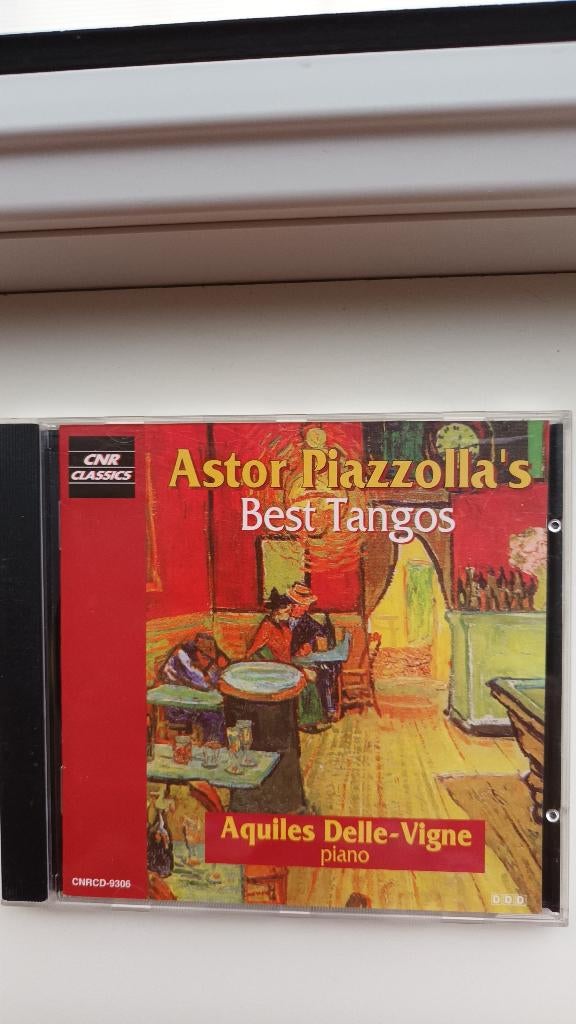 CNR
CLASSICS
Astor Piazzolla's
Best Tangos
Aquiles Delle-Vigne
piano
CNRCD-9306
DDD